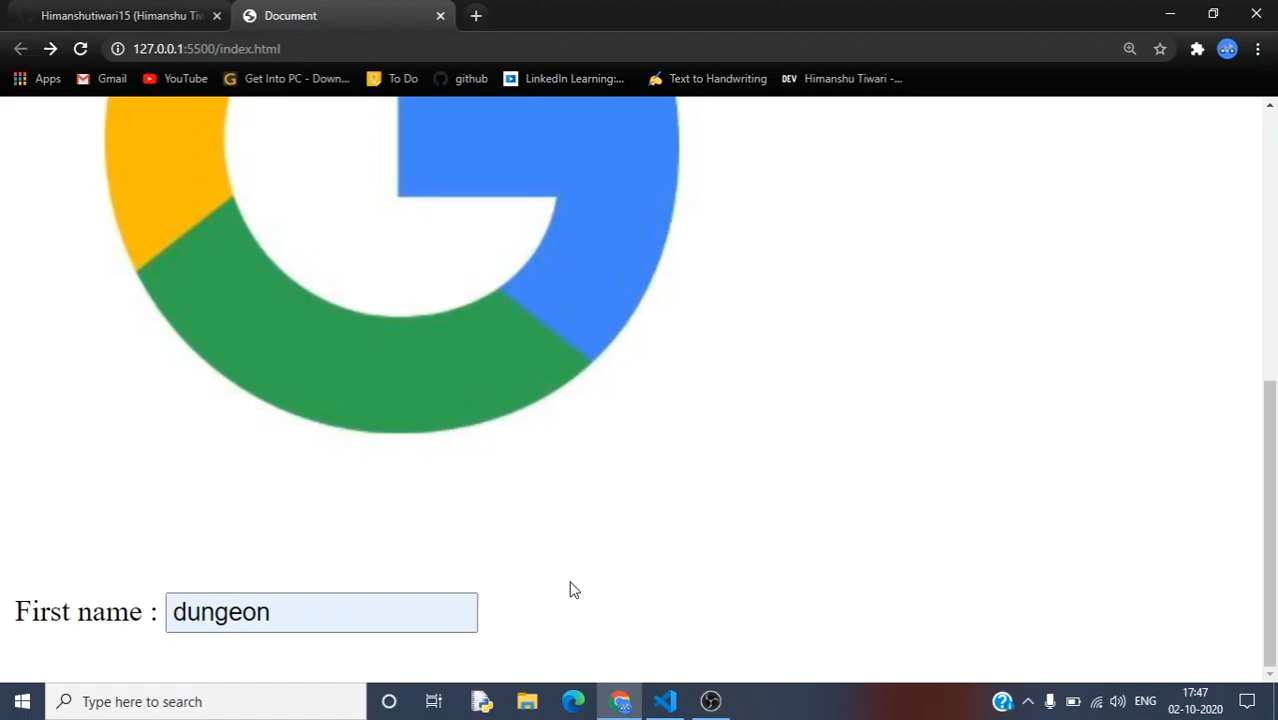 Himanshutiwari15 (Himanshu Tiw
Document
127.0.0.1:5500/index.html
Apps
Gmail
YouTube
Get Into PC - Down...
To Do
github
LinkedIn Learning:...
Text to Handwriting
DEV Himanshu Tiwari -...
First name : dungeon
Type here to search
ENG
17:47
02-10-2020